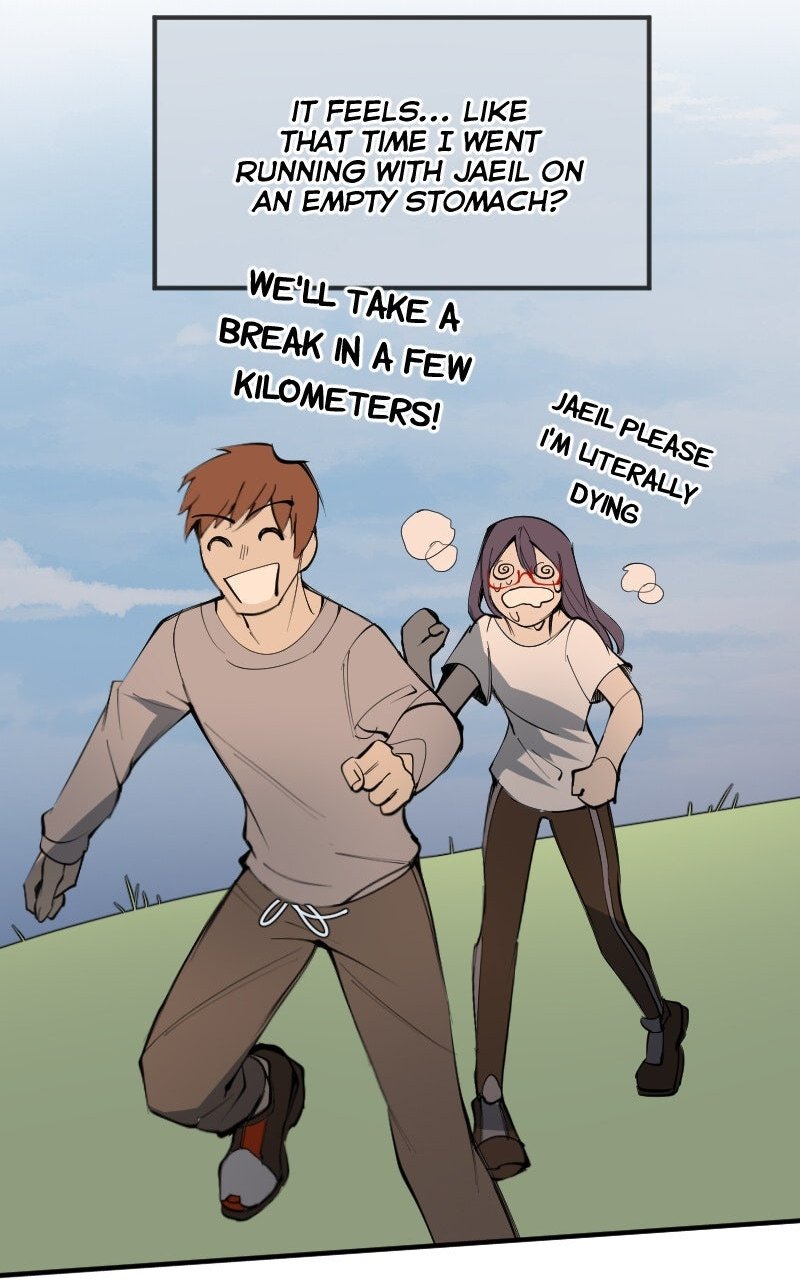 IT FEELS... LIKE
THAT TIME I WENT
RUNNING WITH JAEIL ON
AN EMPTY STOMACH?
WE'LL TAKE A
BREAK IN A FEW
KILOMETERS!
JAEIL PLEASE
I'M LITERALLY
DYING